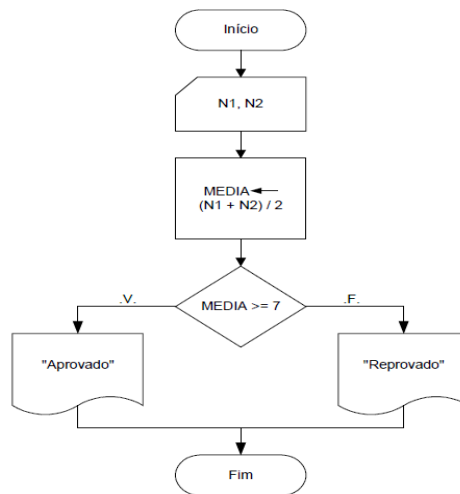 Início
N1, N2
MEDIA
(N1 + N2) / 2
MEDIA >= 7
.V.
.F.
"Aprovado"
"Reprovado"
Fim